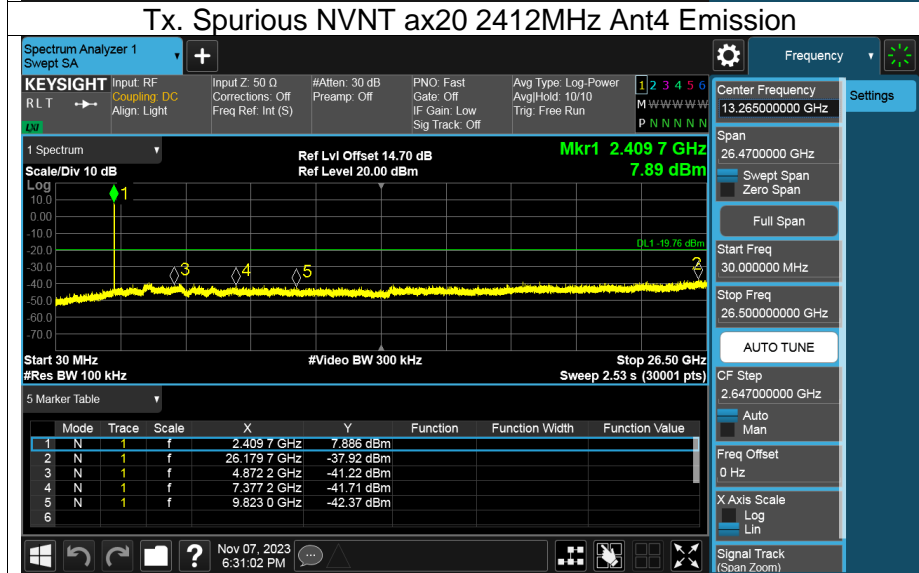 Tx. Spurious NVNT ax20 2412MHz Ant4 Emission
Spectrum Analyzer 1
Swept SA
+
Frequency
KEYSIGHT
RLT
LXI
Input: RF
Coupling: DC
Align: Light
Input Z: 50 Ω
Corrections: Off
Freq Ref: Int (S)
#Atten: 30 dB
Preamp: Off
PNO: Fast
Gate: Off
IF Gain: Low
Sig Track: Off
Avg Type: Log-Power
Avg|Hold: 10/10
Trig: Free Run
1 2 3 4 5 6
M W W W W W
P N N N N N
Settings
Center Frequency
13.265000000 GHz
Span
26.4700000 GHz
Swept Span
Zero Span
Full Span
Start Freq
30.000000 MHz
Stop Freq
26.500000000 GHz
AUTO TUNE
CF Step
2.647000000 GHz
Auto
Man
Freq Offset
0 Hz
X Axis Scale
Log
Lin
Signal Track
(Span Zoom)
1 Spectrum
Scale/Div 10 dB
Ref Lvl Offset 14.70 dB
Ref Level 20.00 dBm
Mkr1 2.409 7 GHz
7.89 dBm
Log
10.0
0.00
-10.0
-20.0
-30.0
-40.0
-50.0
-60.0
-70.0
1
3
4
5
2
DL1 -19.76 dBm
Start 30 MHz
#Res BW 100 kHz
#Video BW 300 kHz
Stop 26.50 GHz
Sweep 2.53 s (30001 pts)
5 Marker Table
Mode Trace Scale X Y Function Function Width Function Value
1 N 1 f 2.409 7 GHz 7.886 dBm
2 N 1 f 26.179 7 GHz -37.92 dBm
3 N 1 f 4.872 2 GHz -41.22 dBm
4 N 1 f 7.377 2 GHz -41.71 dBm
5 N 1 f 9.823 0 GHz -42.37 dBm
6
?
Nov 07, 2023
6:31:02 PM